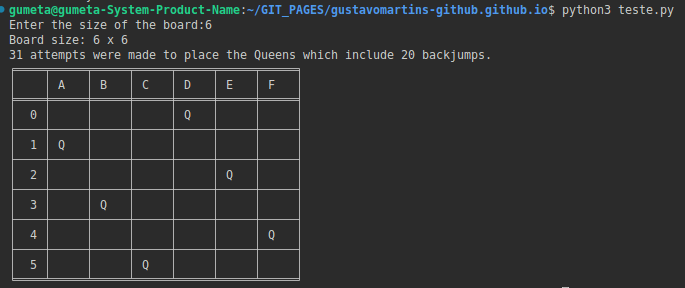 gumeta@gumeta-System-Product-Name:~/GIT_PAGES/gustavomartins-github.github.io$ python3 teste.py
Enter the size of the board:6
Board size: 6 x 6
31 attempts were made to place the Queens which include 20 backjumps.
A B C D E F
0 Q
1 Q
2 Q
3 Q
4 Q
5 Q